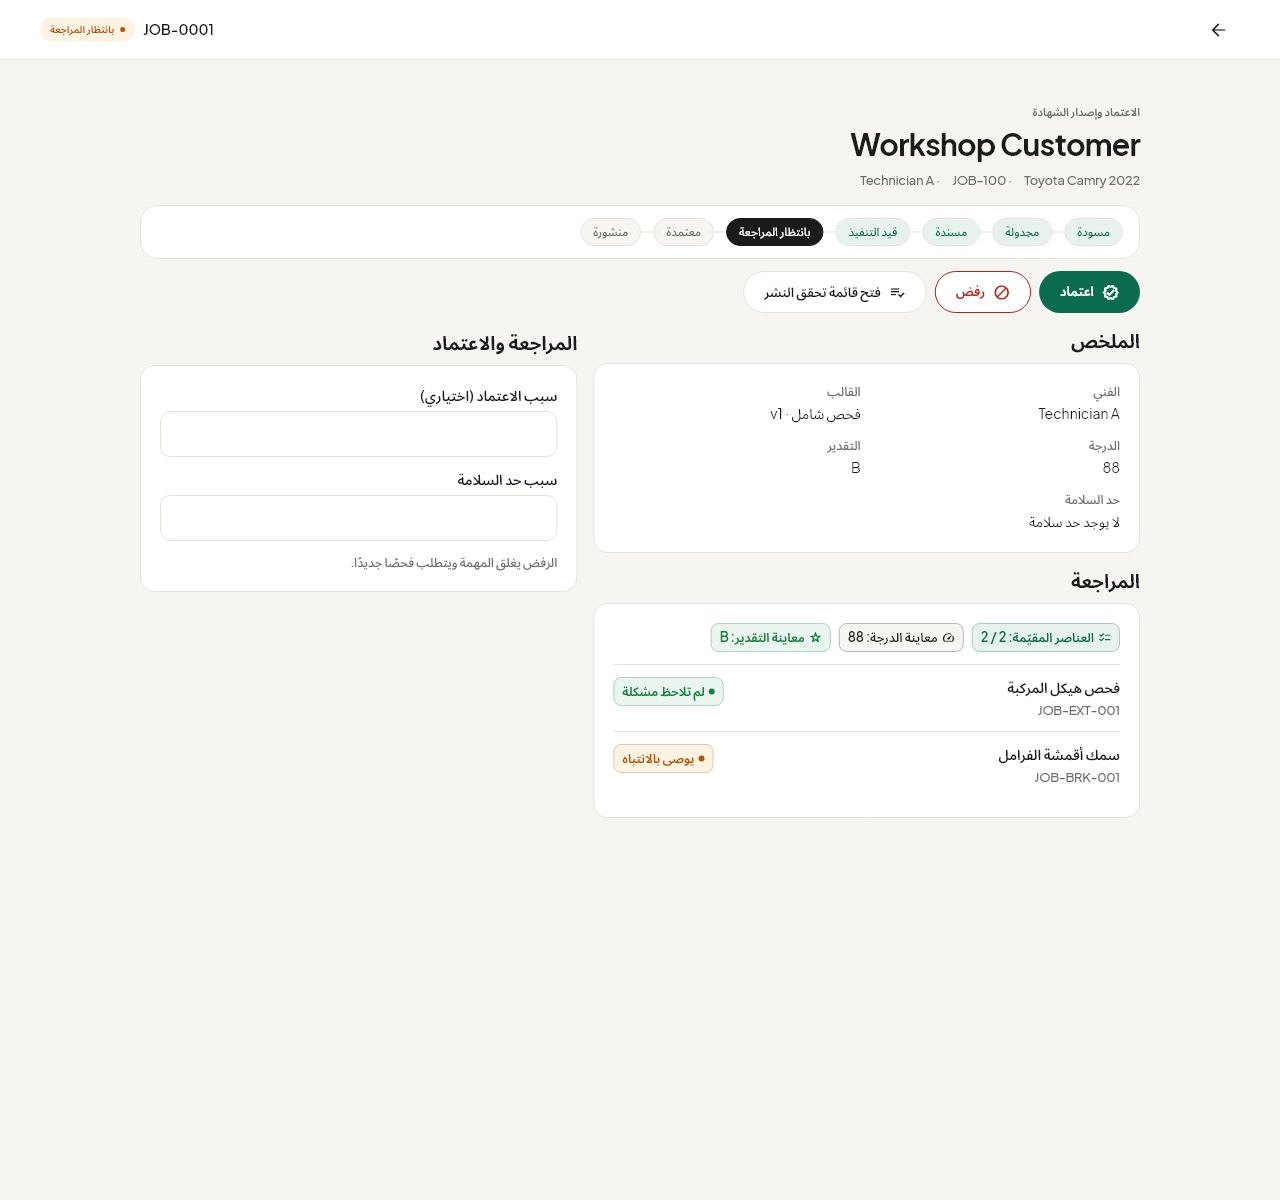 JOB-0001
بانتظار المراجعة
الاعتماد وإصدار الشهادة
Workshop Customer
Toyota Camry 2022 · JOB-100 · Technician A
مسودة
مجدولة
مسندة
قيد التنفيذ
بانتظار المراجعة
معتمدة
منشورة
اعتماد
رفض
فتح قائمة تحقق النشر
الملخص
الفني
Technician A
القالب
فحص شامل · v1
الدرجة
88
التقدير
B
حد السلامة
لا يوجد حد سلامة
المراجعة
العناصر المقيّمة: 2 / 2
معاينة الدرجة: 88
معاينة التقدير: B
فحص هيكل المركبة
JOB-EXT-001
لم تلاحظ مشكلة
سمك أقمشة الفرامل
JOB-BRK-001
يوصى بالانتباه
المراجعة والاعتماد
سبب الاعتماد (اختياري)
سبب حد السلامة
الرفض يغلق المهمة ويتطلب فحصًا جديدًا.